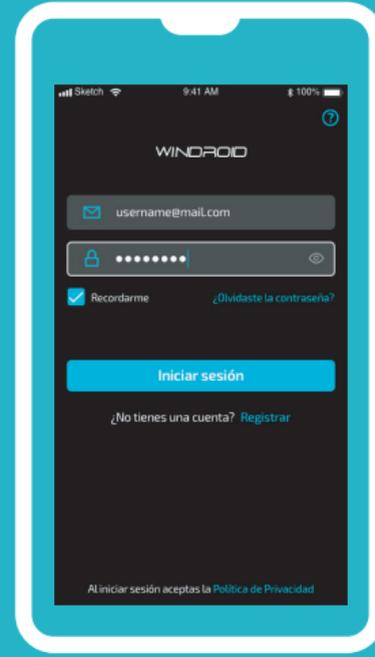 Sketch 9:41 AM 100%
?
WINDROID
username@mail.com
Recordarme ¿Olvidaste la contraseña?
Iniciar sesión
¿No tienes una cuenta? Registrar
Al iniciar sesión aceptas la Política de Privacidad